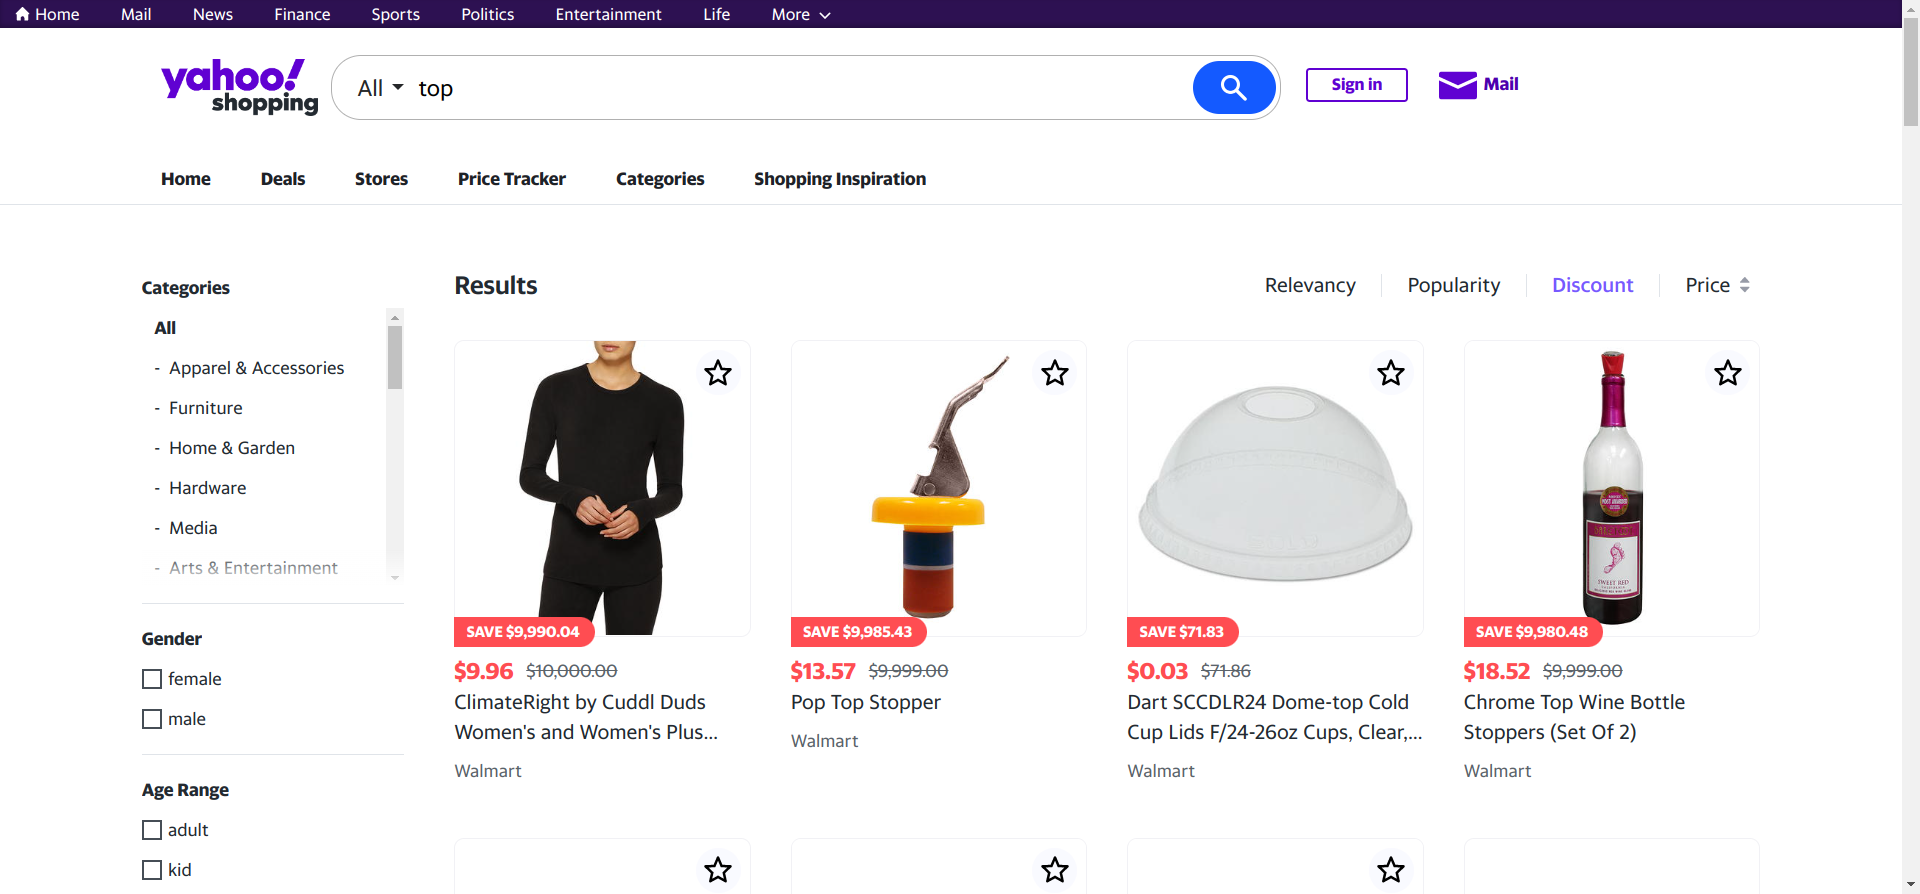 Home Mail News Finance Sports Politics Entertainment Life More
yahoo! shopping
All top
Sign in
Mail
Home Deals Stores Price Tracker Categories Shopping Inspiration
Categories
All
- Apparel & Accessories
- Furniture
- Home & Garden
- Hardware
- Media
- Arts & Entertainment
Gender
female
male
Age Range
adult
kid
Results
Relevancy Popularity Discount Price
SAVE $9,990.04
$9.96 $10,000.00
ClimateRight by Cuddl Duds
Women's and Women's Plus...
Walmart
SAVE $9,985.43
$13.57 $9,999.00
Pop Top Stopper
Walmart
SAVE $71.83
$0.03 $71.86
Dart SCCDLR24 Dome-top Cold
Cup Lids F/24-26oz Cups, Clear,...
Walmart
TWEET RED
SAVE $9,980.48
$18.52 $9,999.00
Chrome Top Wine Bottle
Stoppers (Set Of 2)
Walmart